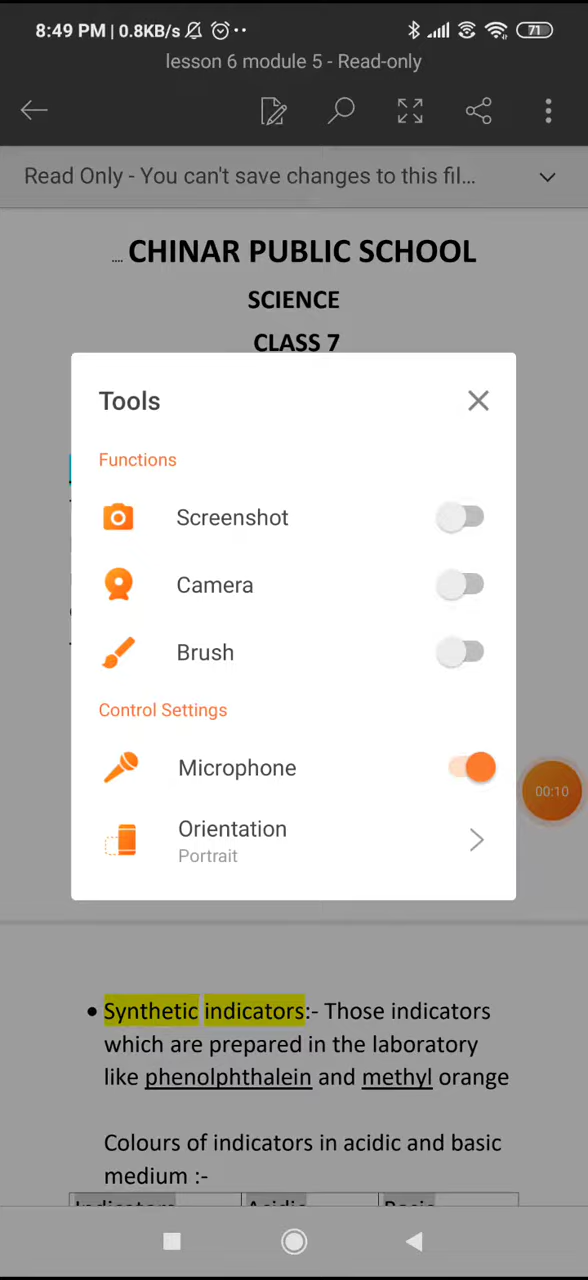 8:49 PM | 0.8KB/s
71
lesson 6 module 5 - Read-only
Read Only - You can't save changes to this fil...
.... CHINAR PUBLIC SCHOOL
SCIENCE
CLASS 7
Tools
Functions
Screenshot
Camera
Brush
Control Settings
Microphone
00:10
Orientation
Portrait
• Synthetic indicators:- Those indicators
which are prepared in the laboratory
like phenolphthalein and methyl orange
Colours of indicators in acidic and basic
medium :-
Indicators Acidic Basic